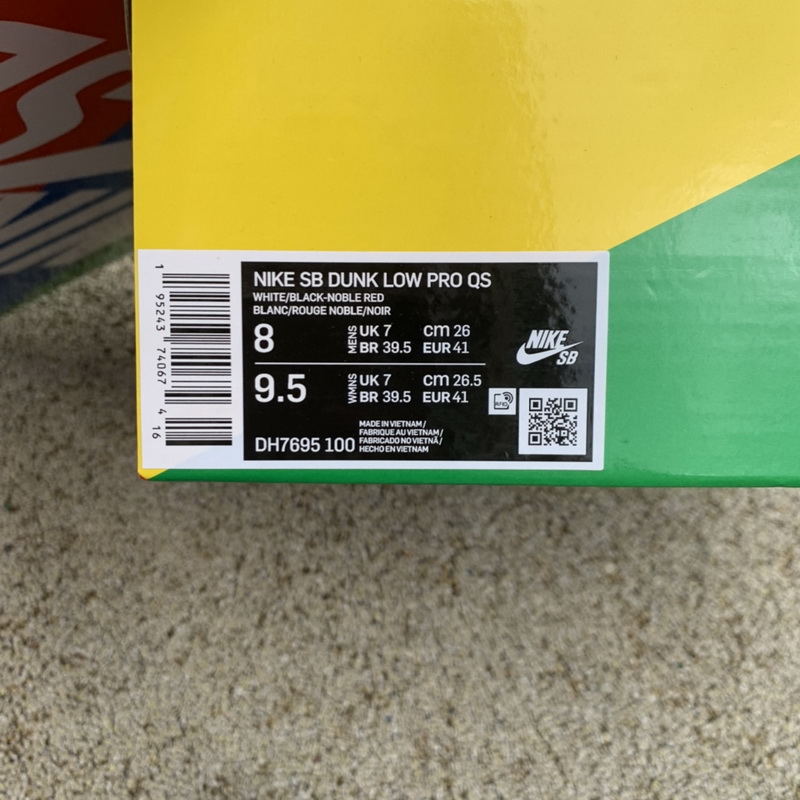 NIKE SB DUNK LOW PRO QS
WHITE/BLACK-NOBLE RED
BLANC/ROUGE NOBLE/NOIR
8 MENS UK 7 cm 26
BR 39.5 EUR 41
9.5 WMNS UK 7 cm 26.5
BR 39.5 EUR 41
DH7695 100
MADE IN VIETNAM/
FABRIQUE AU VIETNAM/
FABRICADO NO VIETNÃ/
HECHO EN VIETNAM
NIKE
SB
RFID
1 95243 74067 4 16